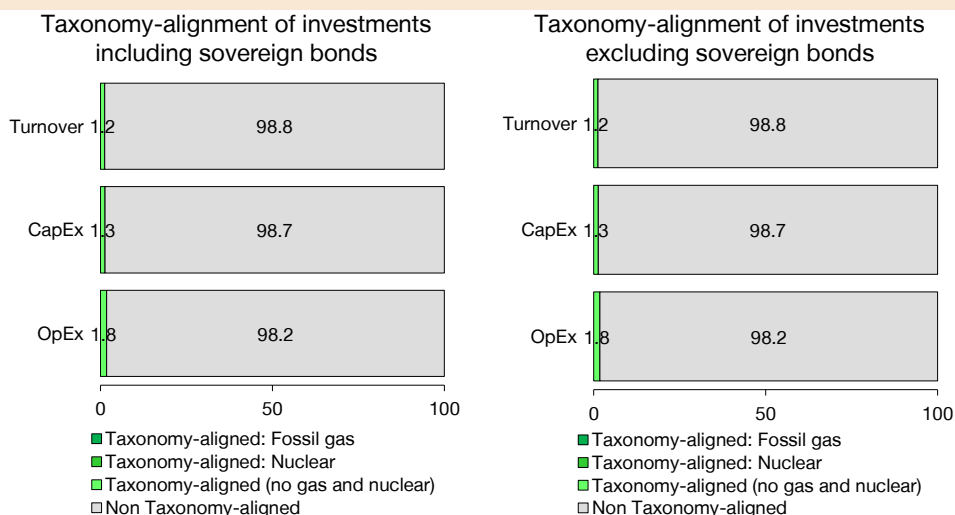 Taxonomy-alignment of investments
including sovereign bonds
Turnover 1.2 98.8
CapEx 1.3 98.7
OpEx 1.8 98.2
0 50 100
Taxonomy-aligned: Fossil gas
Taxonomy-aligned: Nuclear
Taxonomy-aligned (no gas and nuclear)
Non Taxonomy-aligned
Taxonomy-alignment of investments
excluding sovereign bonds
Turnover 1.2 98.8
CapEx 1.3 98.7
OpEx 1.8 98.2
0 50 100
Taxonomy-aligned: Fossil gas
Taxonomy-aligned: Nuclear
Taxonomy-aligned (no gas and nuclear)
Non Taxonomy-aligned